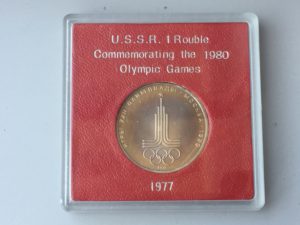 U.S.S.R. 1 Rouble
Commemorating the 1980
Olympic Games
1977